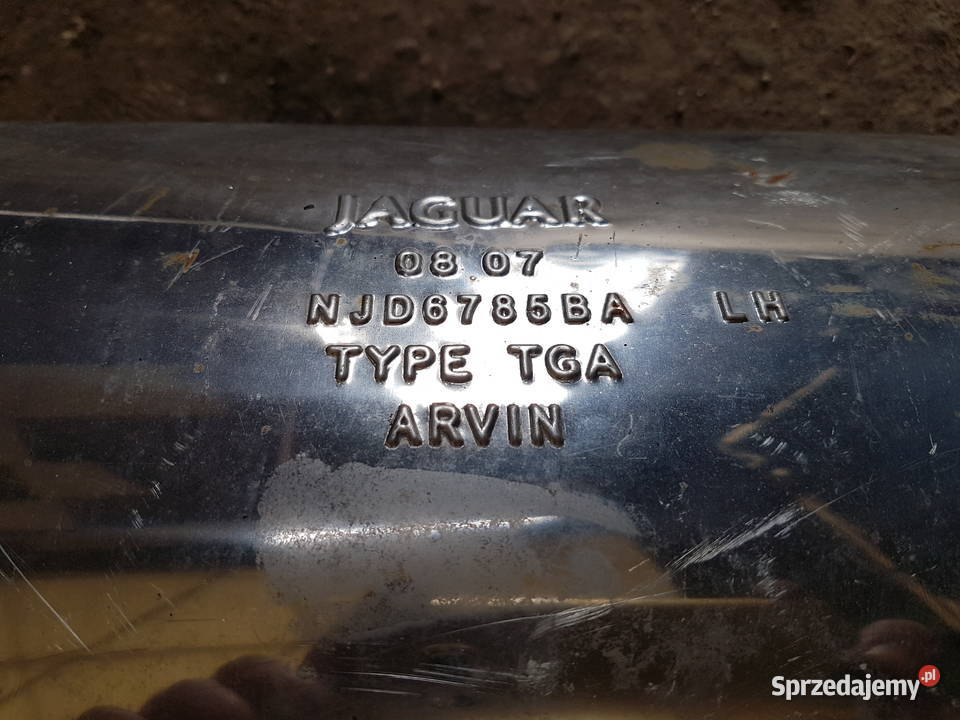 JAGUAR
08 07
NJD6785BA LH
TYPE TGA
ARVIN
Sprzedajemy.pl